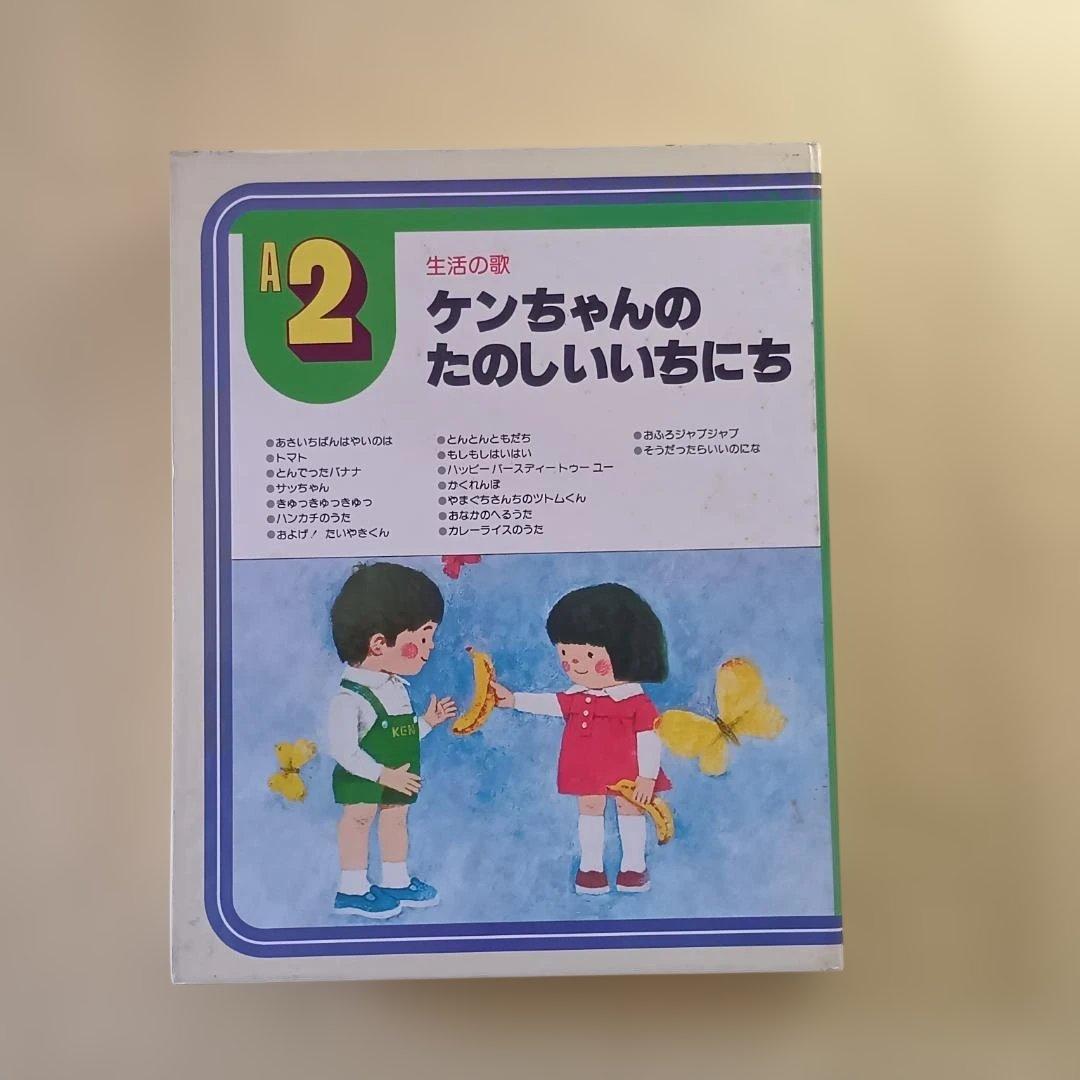 A2
生活の歌
ケンちゃんの
たのしいいちにち
●あさいちばんはやいのは
●トマト
●とんでったバナナ
●サッちゃん
●きゅっきゅっきゅっ
●ハンカチのうた
●およげ! たいやきくん
●とんとんともだち
●もしもしはいはい
●ハッピー バースディー トゥー ユー
●かくれんぼ
●やまぐちさんちのツトムくん
●おなかのへるうた
●カレーライスのうた
●おふろジャブジャブ
●そうだったらいいのにな
KEN